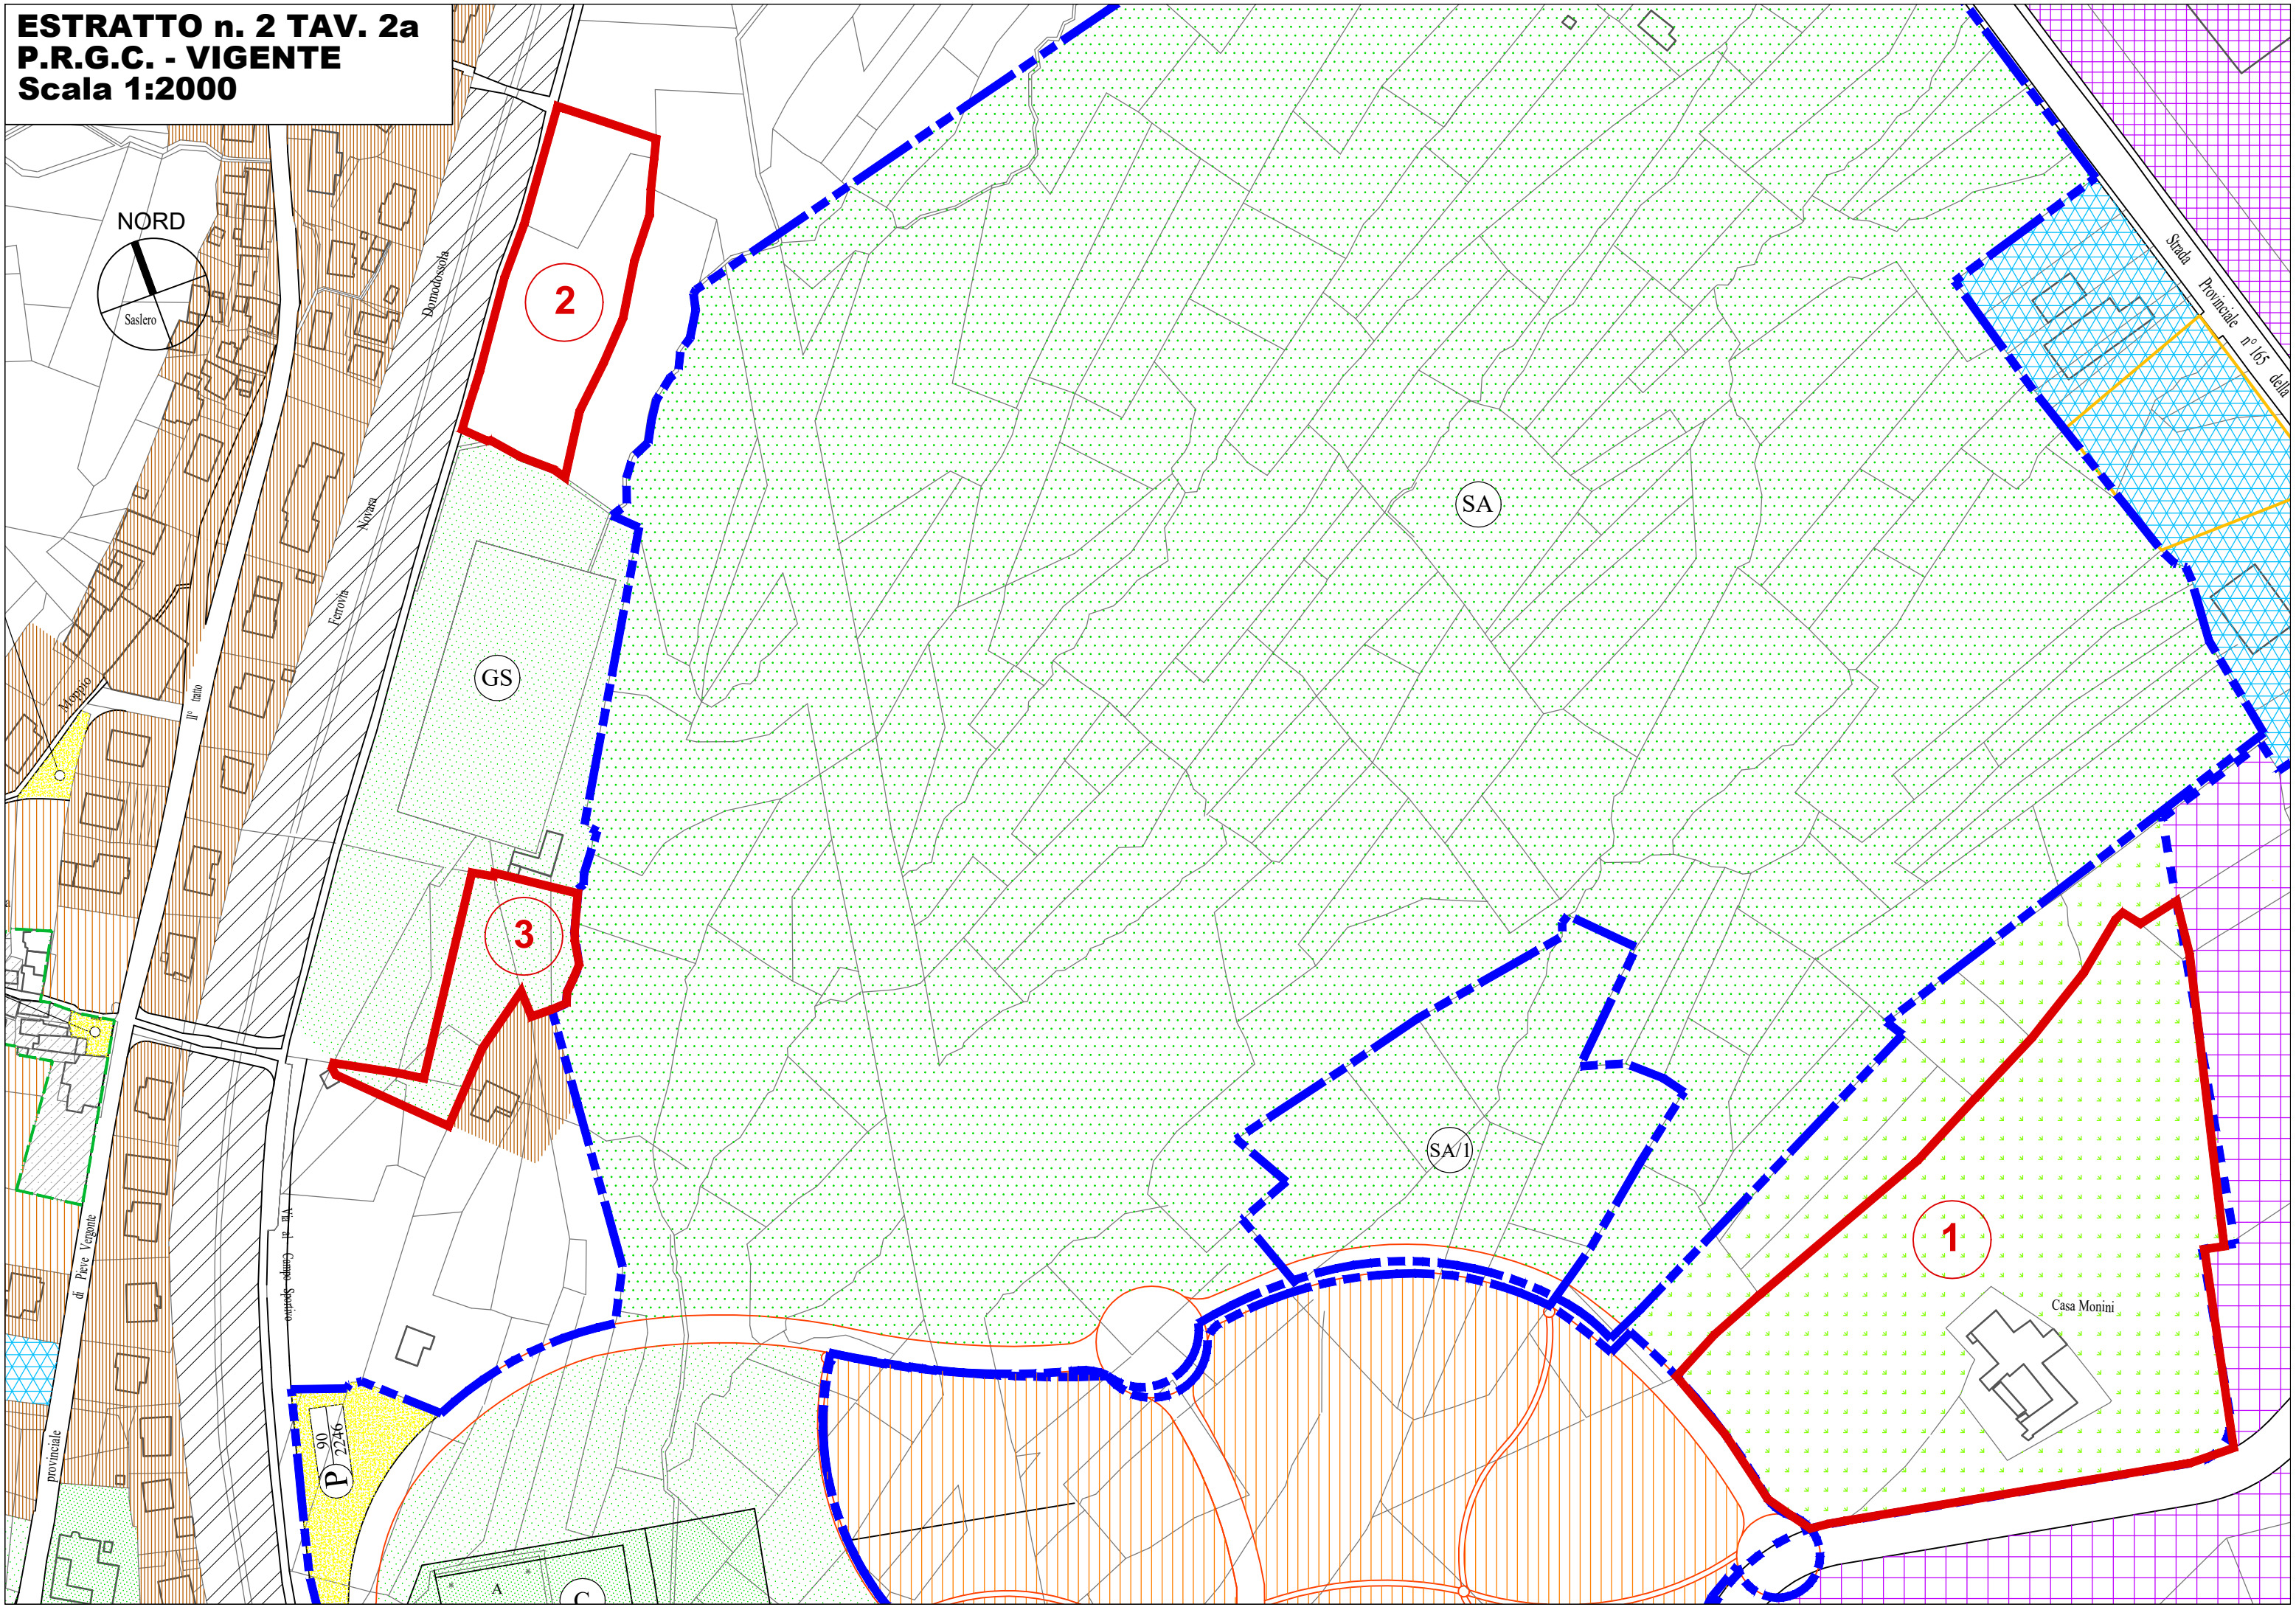 ESTRATTO n. 2 TAV. 2a
P.R.G.C. - VIGENTE
Scala 1:2000
NORD
Saslero
Domodossola
Novara
Ferrovia
2
SA
Strada Provinciale n° 165 della
GS
Moppio
II° tratto
3
SA/1
1
Casa Monini
di Pieve Vergonte
provinciale
Via al Campo Sportivo
P 90 2246
A
C
a